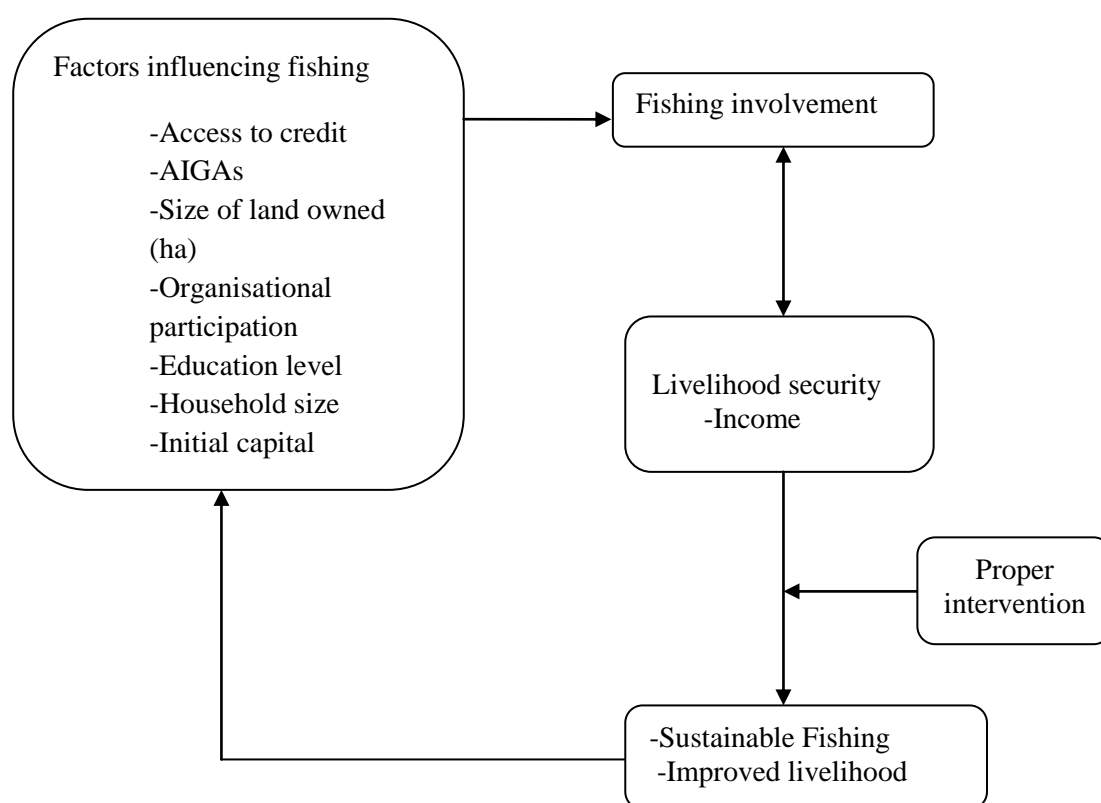 Factors influencing fishing
-Access to credit
-AIGAs
-Size of land owned
(ha)
-Organisational
participation
-Education level
-Household size
-Initial capital
Fishing involvement
Livelihood security
-Income
Proper
intervention
-Sustainable Fishing
-Improved livelihood